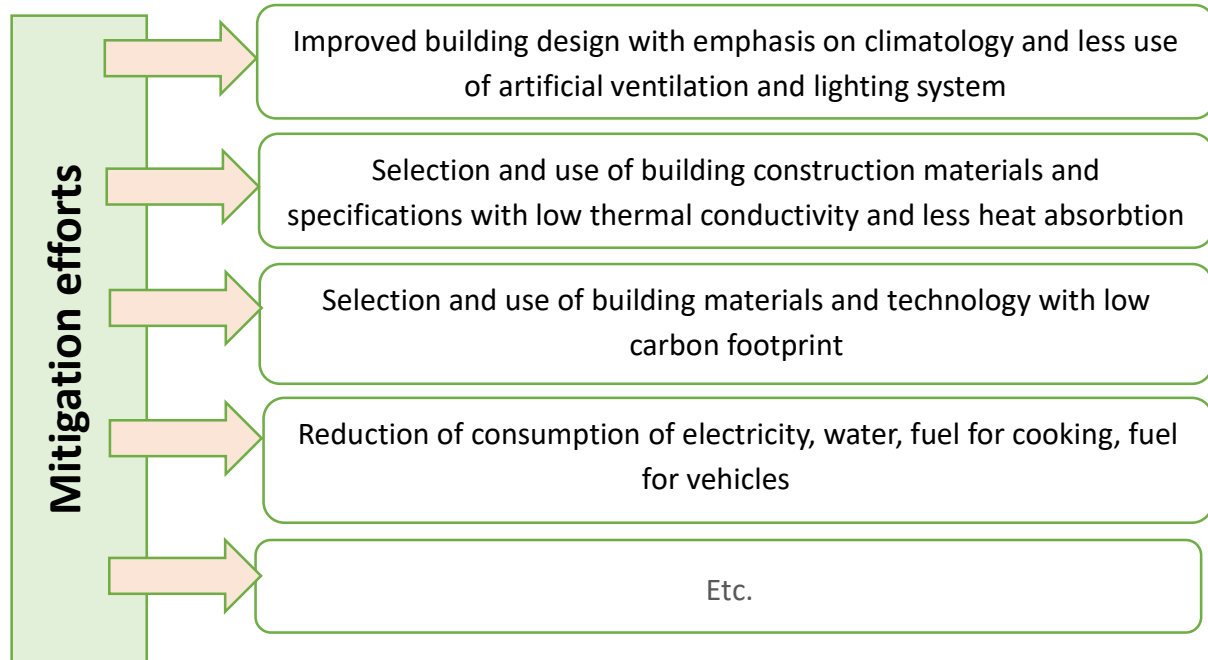 Mitigation efforts
Improved building design with emphasis on climatology and less use
of artificial ventilation and lighting system
Selection and use of building construction materials and
specifications with low thermal conductivity and less heat absorbtion
Selection and use of building materials and technology with low
carbon footprint
Reduction of consumption of electricity, water, fuel for cooking, fuel
for vehicles
Etc.